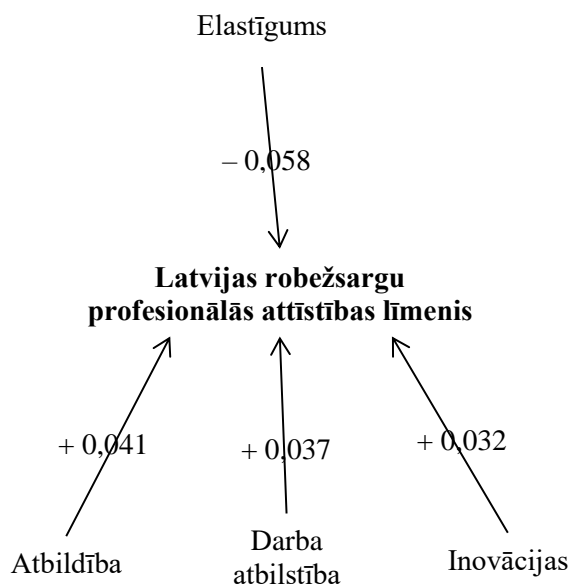 Elastīgums
– 0,058
Latvijas robežsargu
profesionālās attīstības līmenis
+ 0,041
+ 0,037
+ 0,032
Atbildība
Darba
atbilstība
Inovācijas